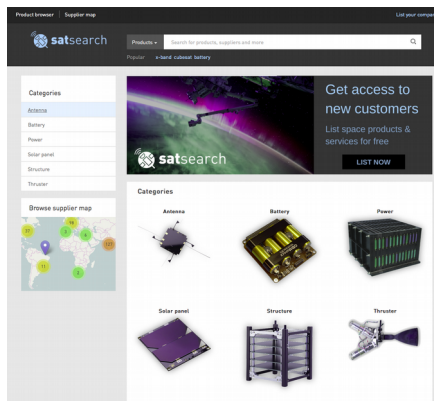 Product browser Supplier map List your compa
satsearch
Products Search for products, suppliers and more
Popular x-band cubesat battery
Categories
Antenna
Battery
Power
Solar panel
Structure
Thruster
Browse supplier map
satsearch
Get access to
new customers
List space products &
services for free
LIST NOW
Categories
Antenna Battery Power
Solar panel Structure Thruster